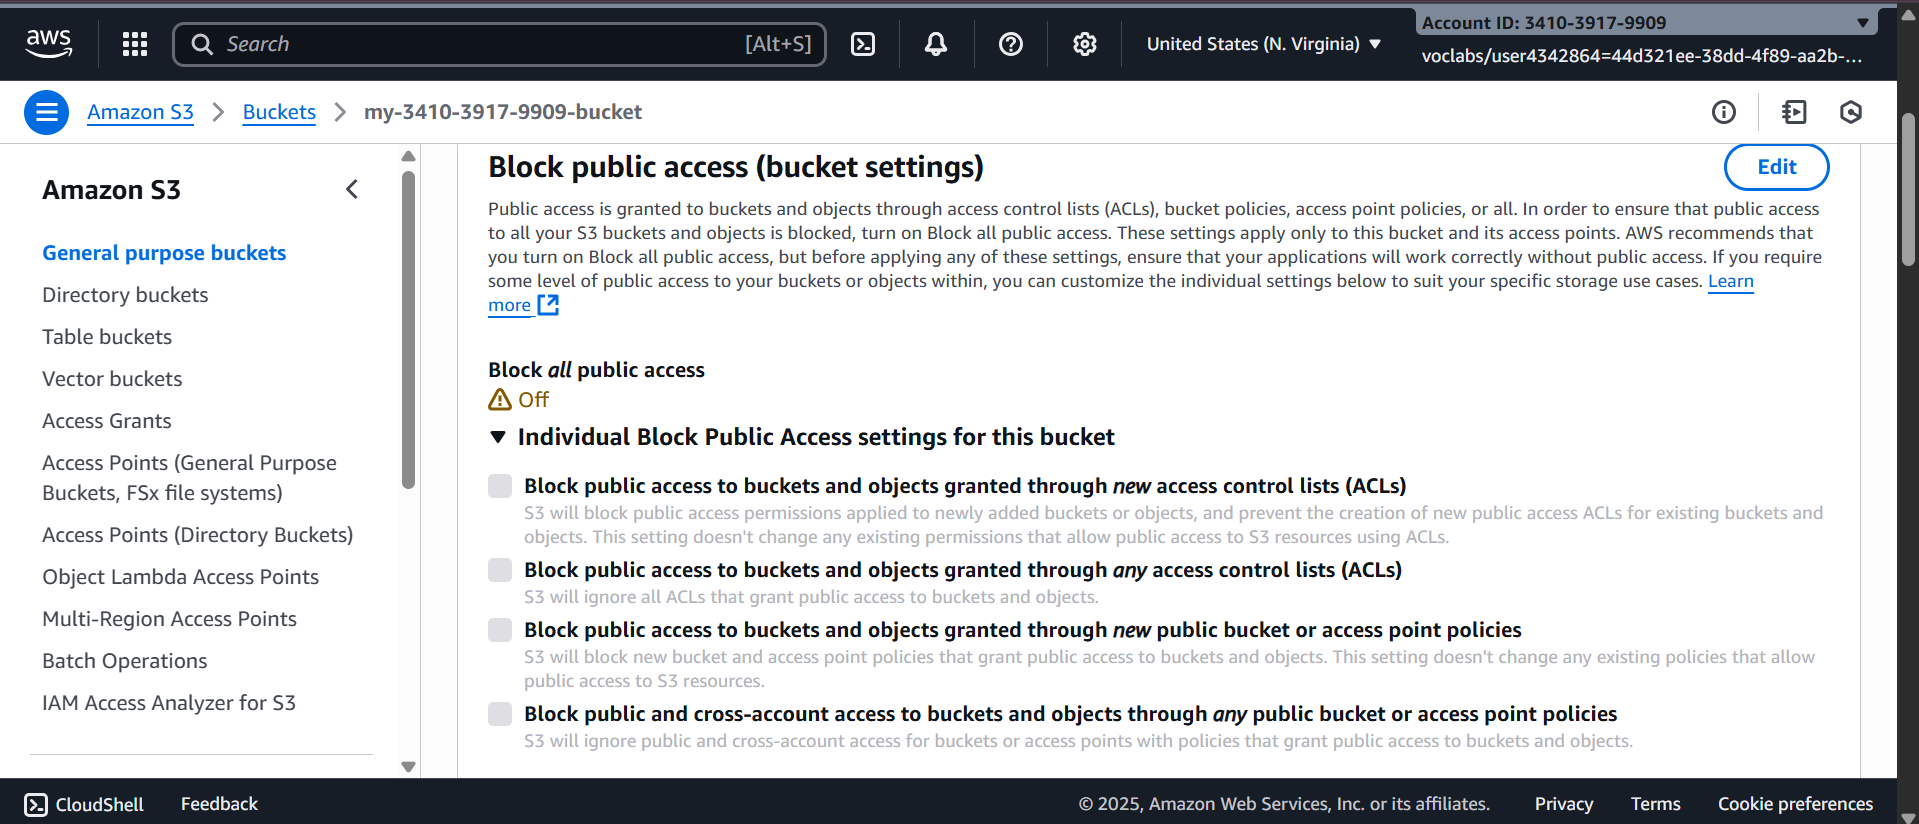 aws
Search
[Alt+S]
United States (N. Virginia)
Account ID: 3410-3917-9909
voclabs/user4342864=44d321ee-38dd-4f89-aa2b-...
Amazon S3
Buckets
my-3410-3917-9909-bucket
Amazon S3
General purpose buckets
Directory buckets
Table buckets
Vector buckets
Access Grants
Access Points (General Purpose
Buckets, FSx file systems)
Access Points (Directory Buckets)
Object Lambda Access Points
Multi-Region Access Points
Batch Operations
IAM Access Analyzer for S3
Block public access (bucket settings)
Edit
Public access is granted to buckets and objects through access control lists (ACLs), bucket policies, access point policies, or all. In order to ensure that public access
to all your S3 buckets and objects is blocked, turn on Block all public access. These settings apply only to this bucket and its access points. AWS recommends that
you turn on Block all public access, but before applying any of these settings, ensure that your applications will work correctly without public access. If you require
some level of public access to your buckets or objects within, you can customize the individual settings below to suit your specific storage use cases. Learn
more
Block all public access
Off
Individual Block Public Access settings for this bucket
Block public access to buckets and objects granted through new access control lists (ACLs)
S3 will block public access permissions applied to newly added buckets or objects, and prevent the creation of new public access ACLs for existing buckets and
objects. This setting doesn't change any existing permissions that allow public access to S3 resources using ACLs.
Block public access to buckets and objects granted through any access control lists (ACLs)
S3 will ignore all ACLs that grant public access to buckets and objects.
Block public access to buckets and objects granted through new public bucket or access point policies
S3 will block new bucket and access point policies that grant public access to buckets and objects. This setting doesn't change any existing policies that allow
public access to S3 resources.
Block public and cross-account access to buckets and objects through any public bucket or access point policies
S3 will ignore public and cross-account access for buckets or access points with policies that grant public access to buckets and objects.
CloudShell
Feedback
© 2025, Amazon Web Services, Inc. or its affiliates.
Privacy
Terms
Cookie preferences